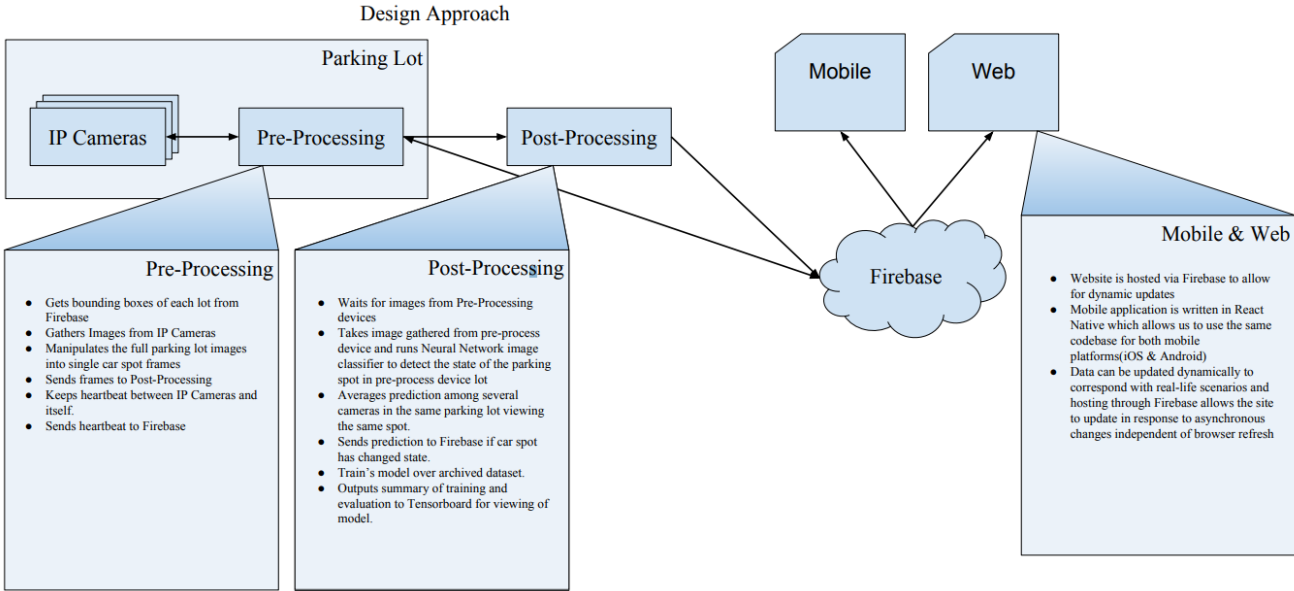 Design Approach
Parking Lot
IP Cameras
Pre-Processing
Post-Processing
Mobile
Web
Firebase
Pre-Processing
● Gets bounding boxes of each lot from
Firebase
● Gathers Images from IP Cameras
● Manipulates the full parking lot images
into single car spot frames
● Sends frames to Post-Processing
● Keeps heartbeat between IP Cameras and
itself.
● Sends heartbeat to Firebase
Post-Processing
● Waits for images from Pre-Processing
devices
● Takes image gathered from pre-process
device and runs Neural Network image
classifier to detect the state of the parking
spot in pre-process device lot
● Averages prediction among several
cameras in the same parking lot viewing
the same spot.
● Sends prediction to Firebase if car spot
has changed state.
● Train’s model over archived dataset.
● Outputs summary of training and
evaluation to Tensorboard for viewing of
model.
Mobile & Web
● Website is hosted via Firebase to allow
for dynamic updates
● Mobile application is written in React
Native which allows us to use the same
codebase for both mobile
platforms(iOS & Android)
● Data can be updated dynamically to
correspond with real-life scenarios and
hosting through Firebase allows the site
to update in response to asynchronous
changes independent of browser refresh